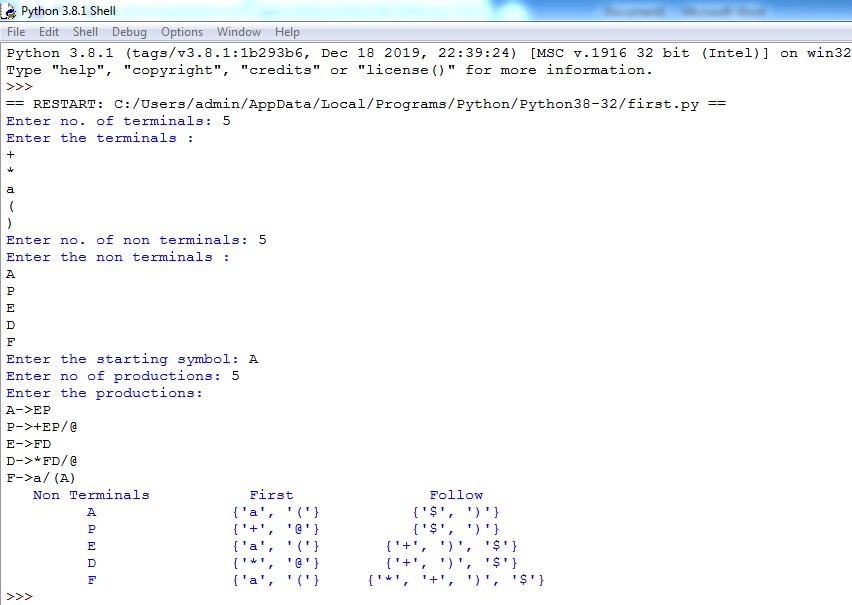 Python 3.8.1 Shell
File Edit Shell Debug Options Window Help
Python 3.8.1 (tags/v3.8.1:1b293b6, Dec 18 2019, 22:39:24) [MSC v.1916 32 bit (Intel)] on win32
Type "help", "copyright", "credits" or "license()" for more information.
>>>
== RESTART: C:/Users/admin/AppData/Local/Programs/Python/Python38-32/first.py ==
Enter no. of terminals: 5
Enter the terminals :
+
*
a
(
)
Enter no. of non terminals: 5
Enter the non terminals :
A
P
E
D
F
Enter the starting symbol: A
Enter no of productions: 5
Enter the productions:
A->EP
P->+EP/@
E->FD
D->*FD/@
F->a/(A)
Non Terminals First Follow
A {'a', '('} {'$', ')'}
P {'+', '@'} {'$', ')'}
E {'a', '('} {'+', ')', '$'}
D {'*', '@'} {'+', ')', '$'}
F {'a', '('} {'*', '+', ')', '$'}
>>>